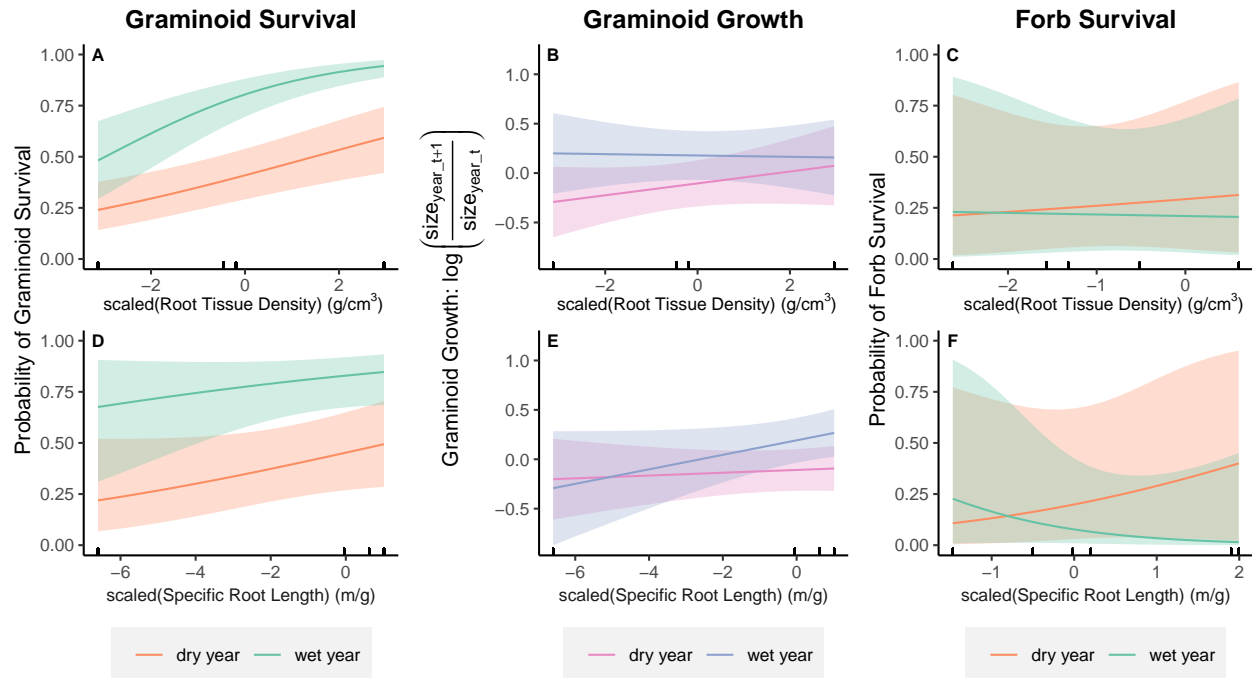 Graminoid Survival
Graminoid Growth
Forb Survival
Probability of Graminoid Survival
A
1.00
0.75
0.50
0.25
0.00
−2
0
2
scaled(Root Tissue Density) (g/cm³)
Graminoid Growth: log(size_year_t+1 / size_year_t)
B
1.0
0.5
0.0
−0.5
−2
0
2
scaled(Root Tissue Density) (g/cm³)
Probability of Forb Survival
C
1.00
0.75
0.50
0.25
0.00
−2
−1
0
scaled(Root Tissue Density) (g/cm³)
D
1.00
0.75
0.50
0.25
0.00
−6
−4
−2
0
scaled(Specific Root Length) (m/g)
E
1.0
0.5
0.0
−0.5
−6
−4
−2
0
scaled(Specific Root Length) (m/g)
F
1.00
0.75
0.50
0.25
0.00
−1
0
1
2
scaled(Specific Root Length) (m/g)
dry year
wet year
dry year
wet year
dry year
wet year